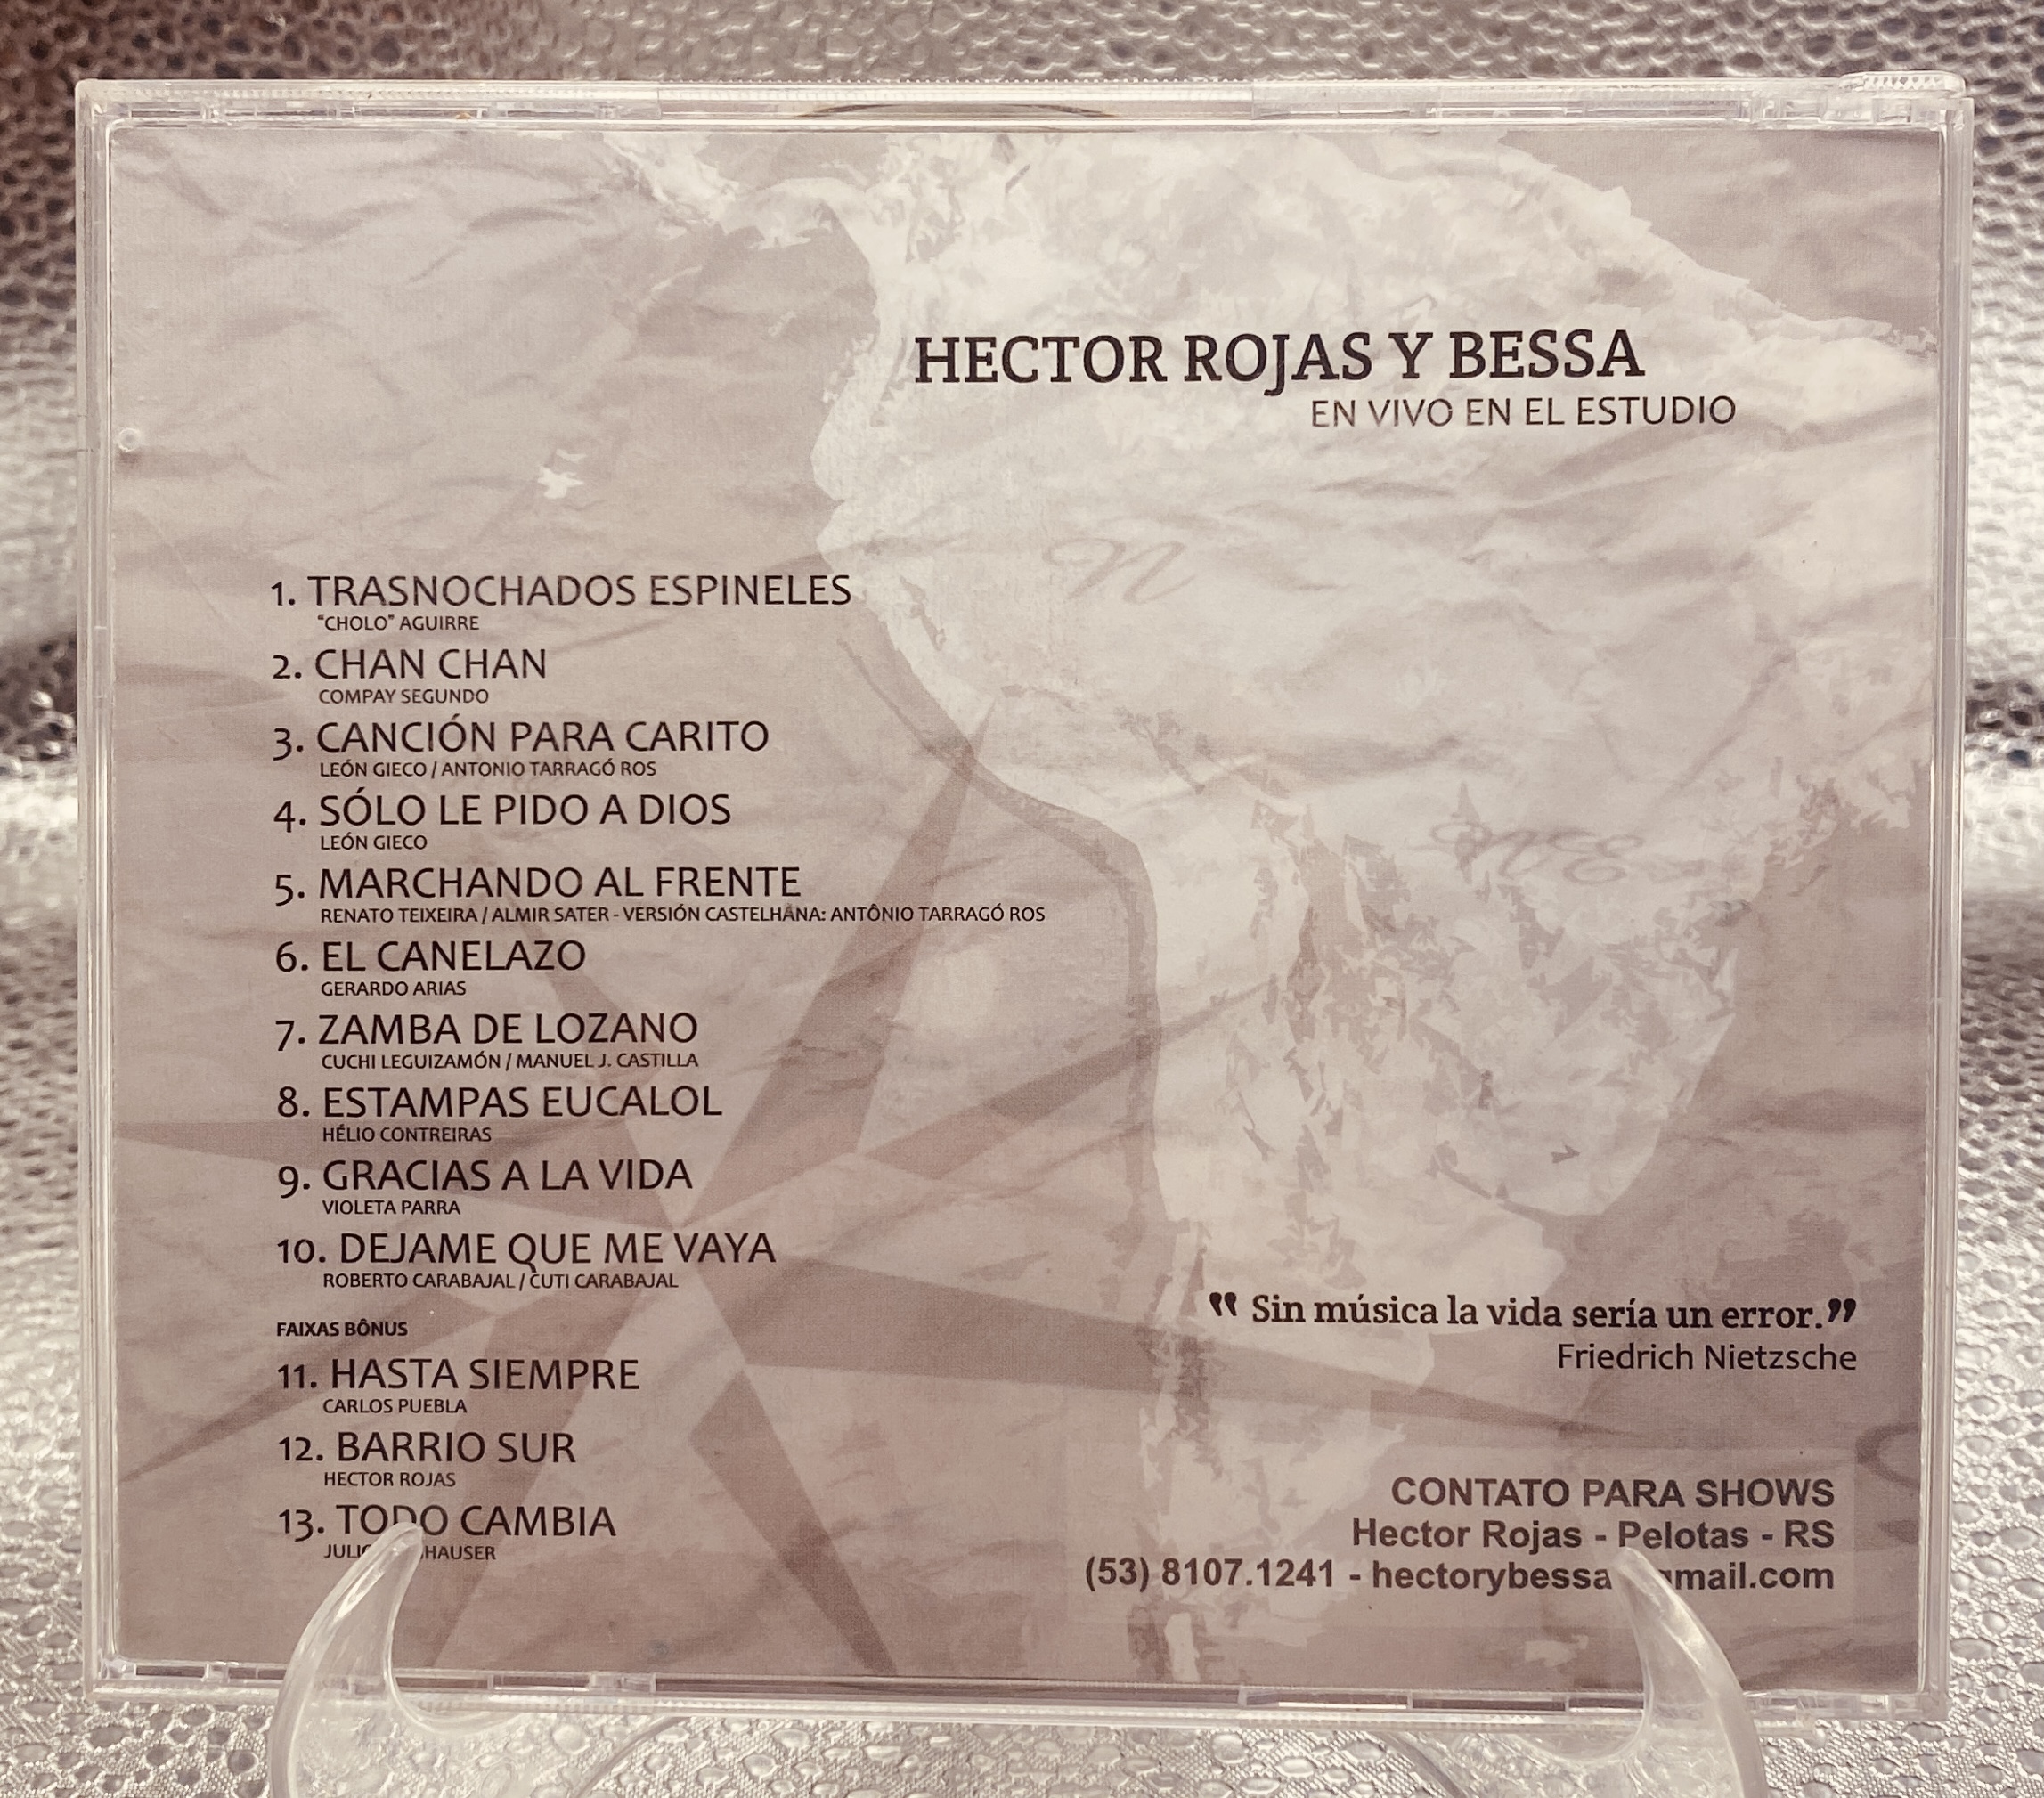 HECTOR ROJAS Y BESSA
EN VIVO EN EL ESTUDIO
1. TRASNOCHADOS ESPINELES
"CHOLO" AGUIRRE
2. CHAN CHAN
COMPAY SEGUNDO
3. CANCIÓN PARA CARITO
LEÓN GIECO / ANTONIO TARRAGÓ ROS
4. SÓLO LE PIDO A DIOS
LEÓN GIECO
5. MARCHANDO AL FRENTE
RENATO TEIXEIRA / ALMIR SATER - VERSIÓN CASTELHANA: ANTÔNIO TARRAGÓ ROS
6. EL CANELAZO
GERARDO ARIAS
7. ZAMBA DE LOZANO
CUCHI LEGUIZAMÓN / MANUEL J. CASTILLA
8. ESTAMPAS EUCALOL
HÉLIO CONTREIRAS
9. GRACIAS A LA VIDA
VIOLETA PARRA
10. DEJAME QUE ME VAYA
ROBERTO CARABAJAL / CUTI CARABAJAL
FAIXAS BÔNUS
11. HASTA SIEMPRE
CARLOS PUEBLA
12. BARRIO SUR
HECTOR ROJAS
13. TODO CAMBIA
"Sin música la vida sería un error."
Friedrich Nietzsche
CONTATO PARA SHOWS
Hector Rojas - Pelotas - RS
(53) 8107.1241 -
N
NE